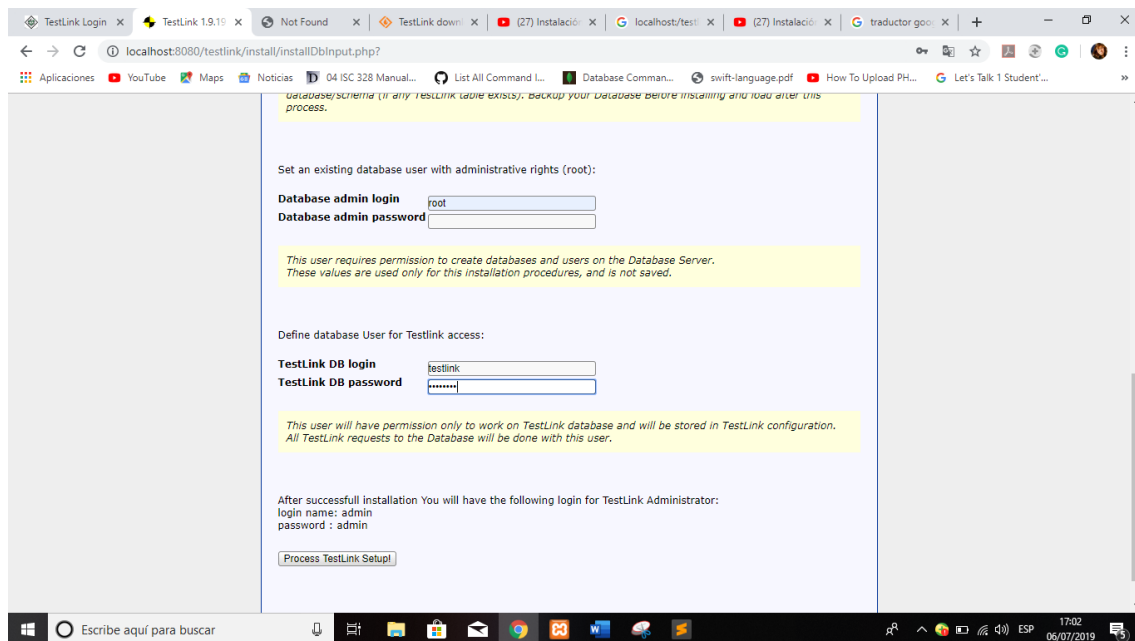 TestLink Login
TestLink 1.9.19
Not Found
TestLink downl
(27) Instalación
localhost:/testl
(27) Instalación
traductor goog
localhost:8080/testlink/install/installDbInput.php?
Aplicaciones
YouTube
Maps
Noticias
04 ISC 328 Manual...
List All Command I...
Database Comman...
swift-language.pdf
How To Upload PH...
Let's Talk 1 Student'...
»
database/schema (if any TestLink table exists). Backup your Database Before installing and load after this
process.
Set an existing database user with administrative rights (root):
Database admin login root
Database admin password
This user requires permission to create databases and users on the Database Server.
These values are used only for this installation procedures, and is not saved.
Define database User for Testlink access:
TestLink DB login testlink
TestLink DB password ••••••••
This user will have permission only to work on TestLink database and will be stored in TestLink configuration.
All TestLink requests to the Database will be done with this user.
After successfull installation You will have the following login for TestLink Administrator:
login name: admin
password : admin
Process TestLink Setup!
Escribe aquí para buscar
ESP
17:02
06/07/2019